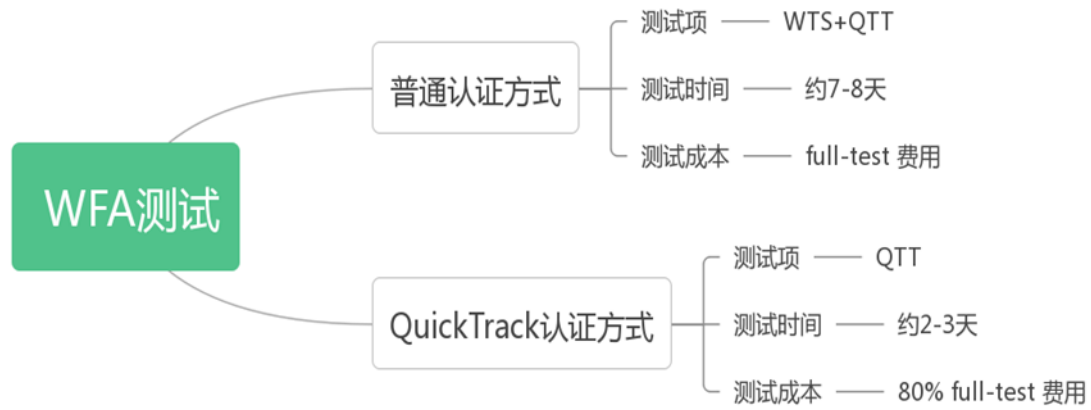 WFA测试
普通认证方式
测试项 WTS+QTT
测试时间 约7-8天
测试成本 full-test 费用
QuickTrack认证方式
测试项 QTT
测试时间 约2-3天
测试成本 80% full-test 费用